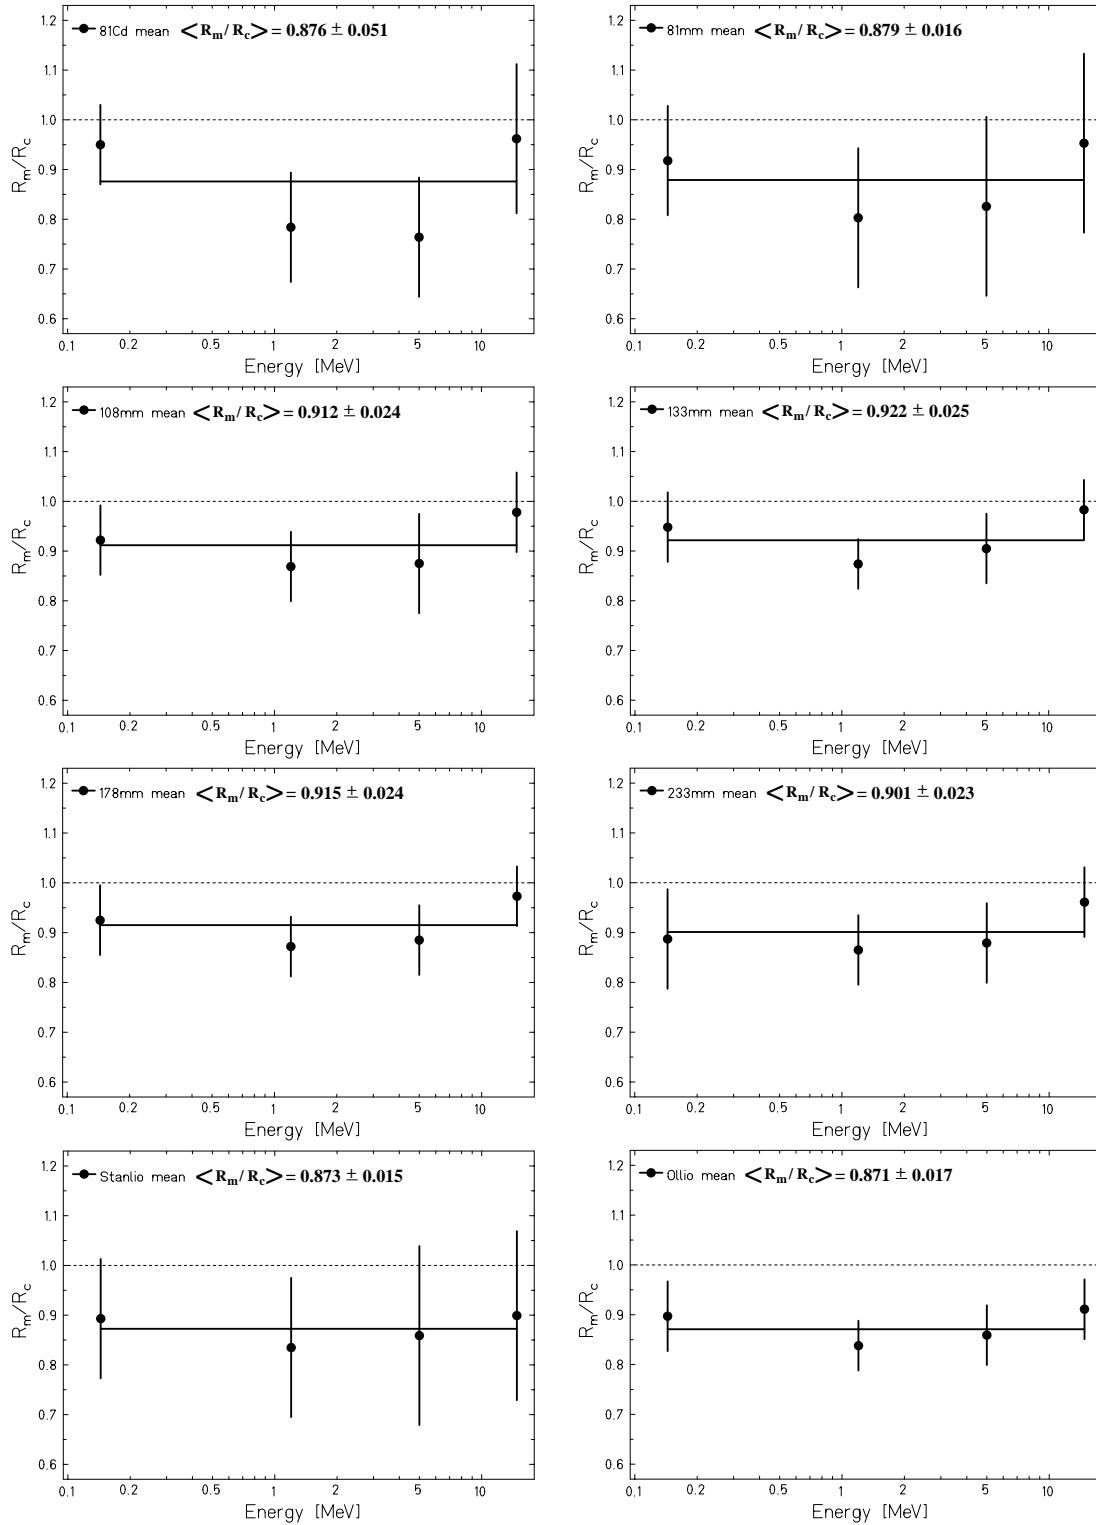 81Cd mean <Rm/Rc> = 0.876 ± 0.051
1.2
1.1
1.0
0.9
0.8
0.7
0.6
Rm/Rc
0.1 0.2 0.5 1 2 5 10
Energy [MeV]
81mm mean <Rm/Rc> = 0.879 ± 0.016
1.2
1.1
1.0
0.9
0.8
0.7
0.6
Rm/Rc
0.1 0.2 0.5 1 2 5 10
Energy [MeV]
108mm mean <Rm/Rc> = 0.912 ± 0.024
1.2
1.1
1.0
0.9
0.8
0.7
0.6
Rm/Rc
0.1 0.2 0.5 1 2 5 10
Energy [MeV]
133mm mean <Rm/Rc> = 0.922 ± 0.025
1.2
1.1
1.0
0.9
0.8
0.7
0.6
Rm/Rc
0.1 0.2 0.5 1 2 5 10
Energy [MeV]
178mm mean <Rm/Rc> = 0.915 ± 0.024
1.2
1.1
1.0
0.9
0.8
0.7
0.6
Rm/Rc
0.1 0.2 0.5 1 2 5 10
Energy [MeV]
233mm mean <Rm/Rc> = 0.901 ± 0.023
1.2
1.1
1.0
0.9
0.8
0.7
0.6
Rm/Rc
0.1 0.2 0.5 1 2 5 10
Energy [MeV]
Stanlio mean <Rm/Rc> = 0.873 ± 0.015
1.2
1.1
1.0
0.9
0.8
0.7
0.6
Rm/Rc
0.1 0.2 0.5 1 2 5 10
Energy [MeV]
Ollio mean <Rm/Rc> = 0.871 ± 0.017
1.2
1.1
1.0
0.9
0.8
0.7
0.6
Rm/Rc
0.1 0.2 0.5 1 2 5 10
Energy [MeV]